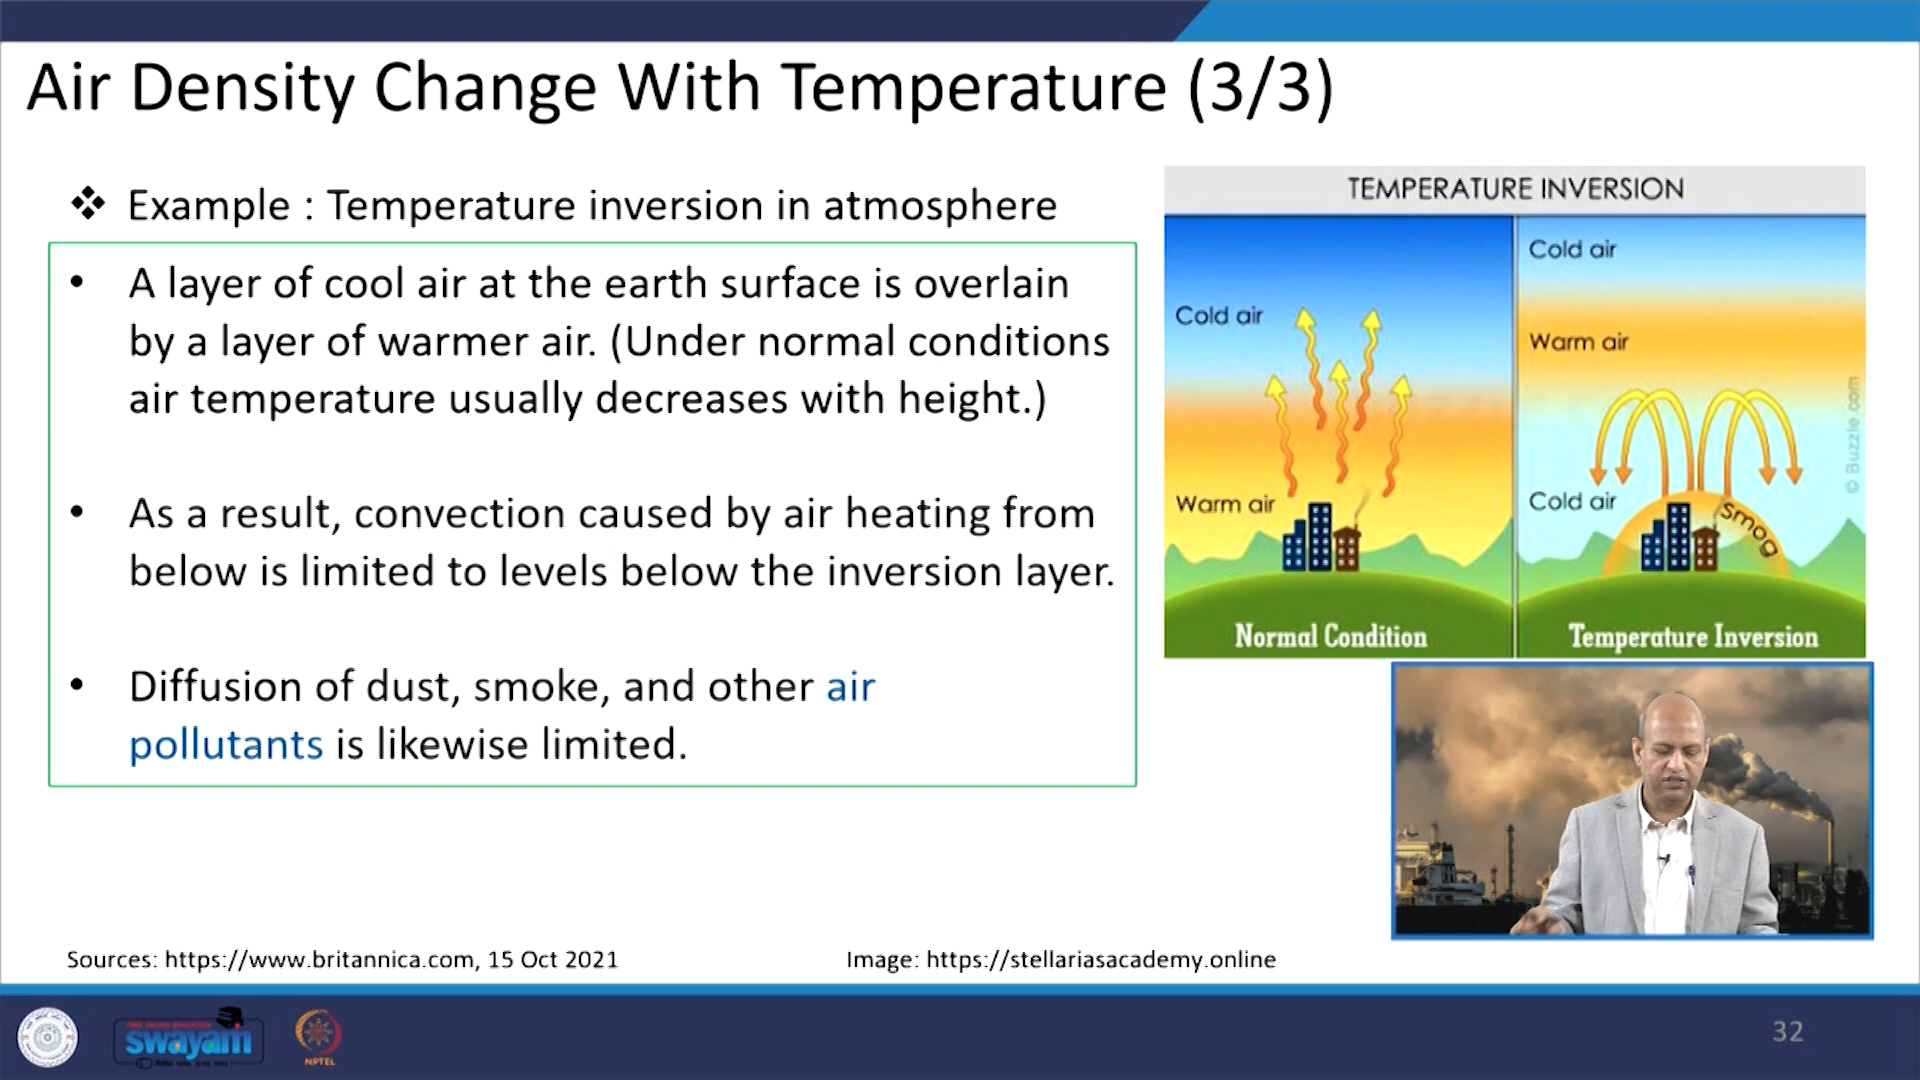 Air Density Change With Temperature (3/3)
❖ Example : Temperature inversion in atmosphere
• A layer of cool air at the earth surface is overlain
by a layer of warmer air. (Under normal conditions
air temperature usually decreases with height.)
• As a result, convection caused by air heating from
below is limited to levels below the inversion layer.
• Diffusion of dust, smoke, and other air
pollutants is likewise limited.
TEMPERATURE INVERSION
Cold air
Warm air
Normal Condition
Cold air
Warm air
Cold air
smog
Temperature Inversion
© Buzzle.com
Sources: https://www.britannica.com, 15 Oct 2021
Image: https://stellariasacademy.online
swayam
NPTEL
32